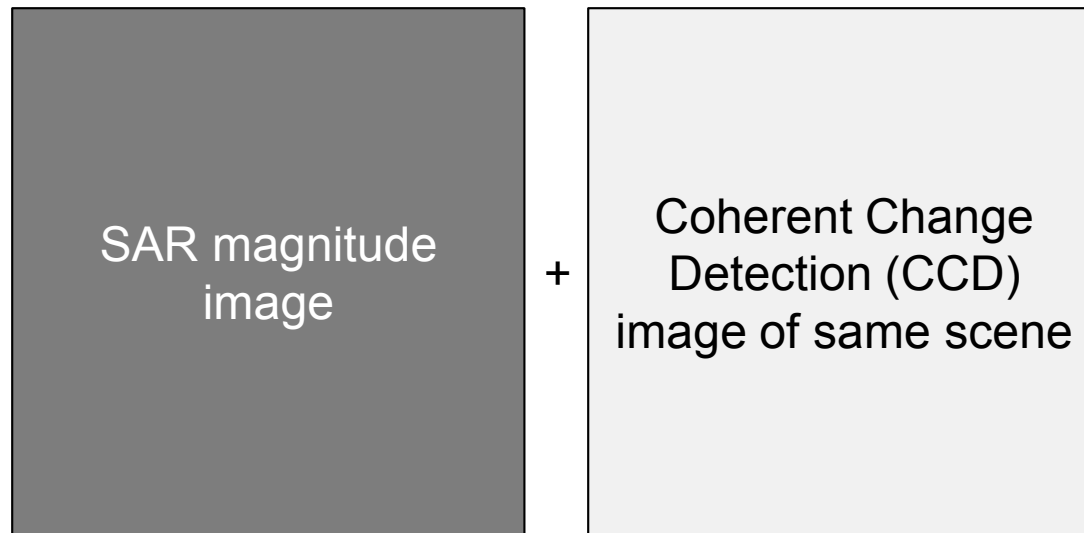 SAR magnitude
image
+
Coherent Change
Detection (CCD)
image of same scene